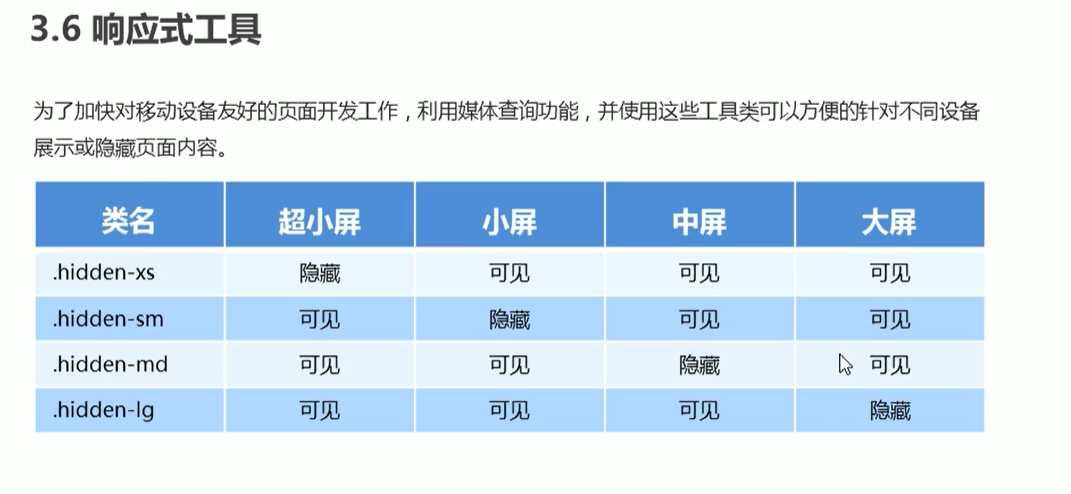 3.6 响应式工具
为了加快对移动设备友好的页面开发工作，利用媒体查询功能，并使用这些工具类可以方便的针对不同设备
展示或隐藏页面内容。
类名 超小屏 小屏 中屏 大屏
.hidden-xs 隐藏 可见 可见 可见
.hidden-sm 可见 隐藏 可见 可见
.hidden-md 可见 可见 隐藏 可见
.hidden-lg 可见 可见 可见 隐藏